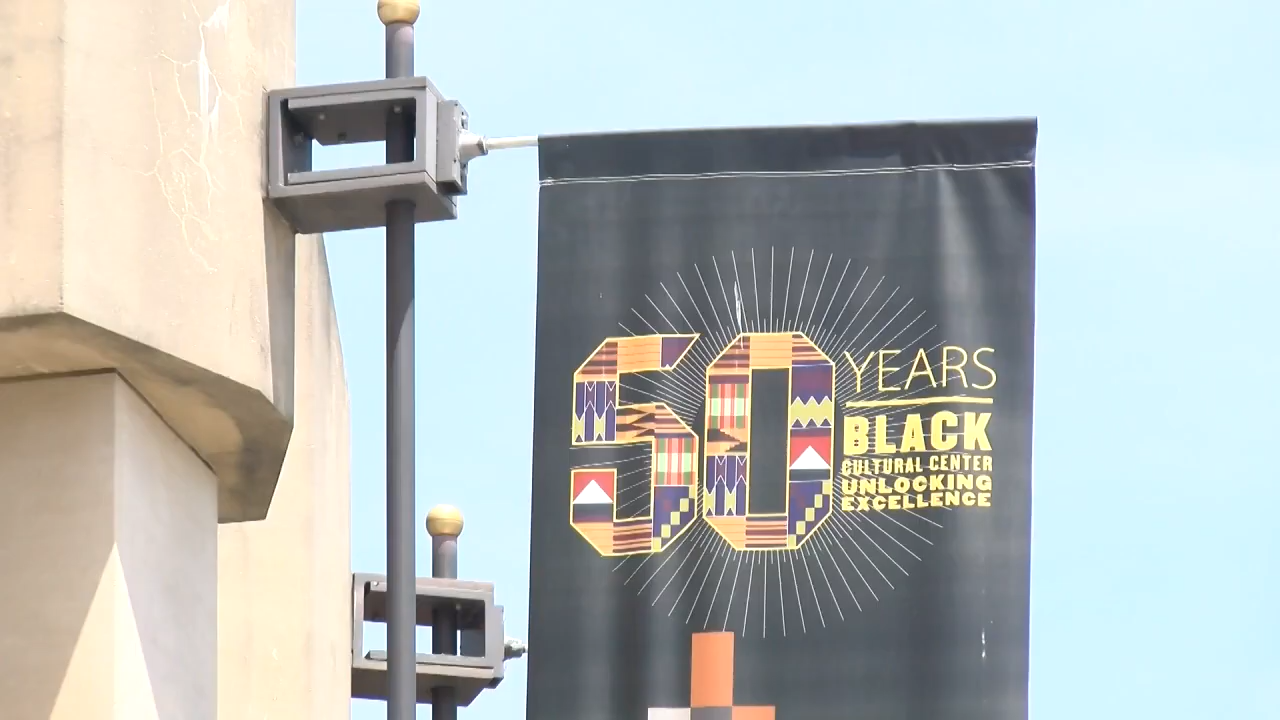 50 YEARS
BLACK
CULTURAL CENTER
UNLOCKING
EXCELLENCE